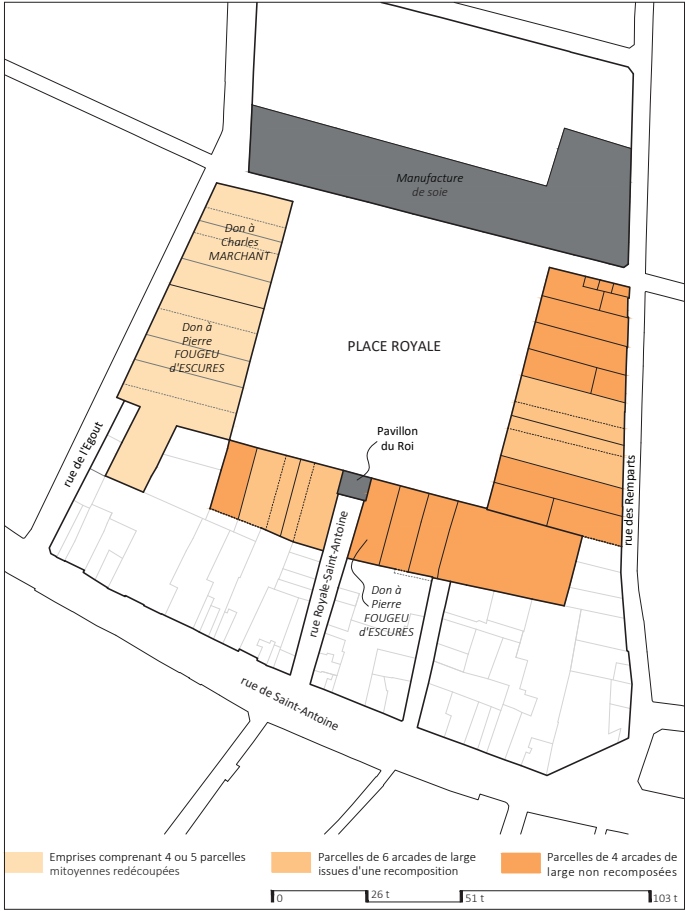 Manufacture
de soie
Don à
Charles
MARCHANT
Don à
Pierre
FOUGEU
d'ESCURES
PLACE ROYALE
Pavillon
du Roi
rue de l'Egout
rue des Remparts
rue Royale-Saint-Antoine
Don à
Pierre
FOUGEU
d'ESCURES
rue de Saint-Antoine
Emprises comprenant 4 ou 5 parcelles
mitoyennes redécoupées
Parcelles de 6 arcades de large
issues d'une recomposition
Parcelles de 4 arcades de
large non recomposées
0
26 t
51 t
103 t